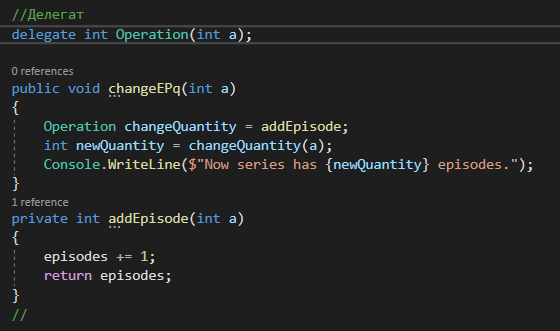 //Делегат
delegate int Operation(int a);
0 references
public void changeEPq(int a)
{
Operation changeQuantity = addEpisode;
int newQuantity = changeQuantity(a);
Console.WriteLine($"Now series has {newQuantity} episodes.");
}
1 reference
private int addEpisode(int a)
{
episodes += 1;
return episodes;
}
//